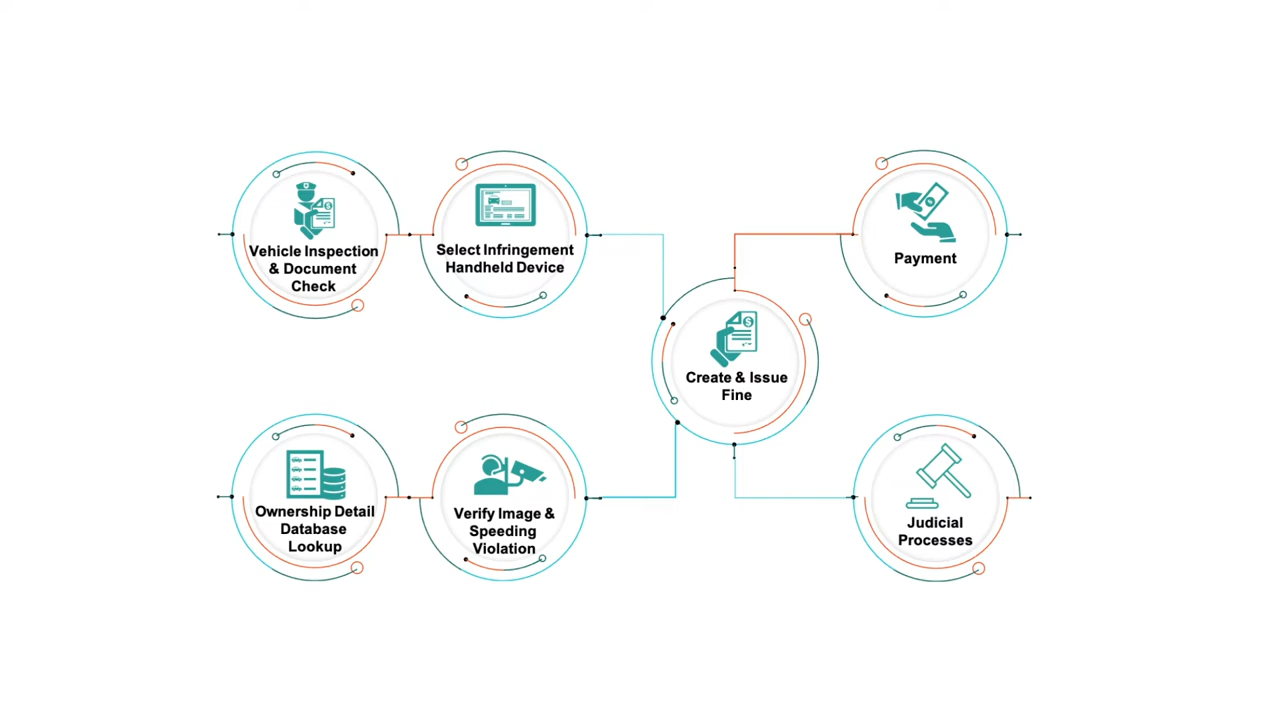 Vehicle Inspection
& Document
Check
Select Infringement
Handheld Device
Payment
Create & Issue
Fine
Ownership Detail
Database
Lookup
Verify Image &
Speeding
Violation
Judicial
Processes